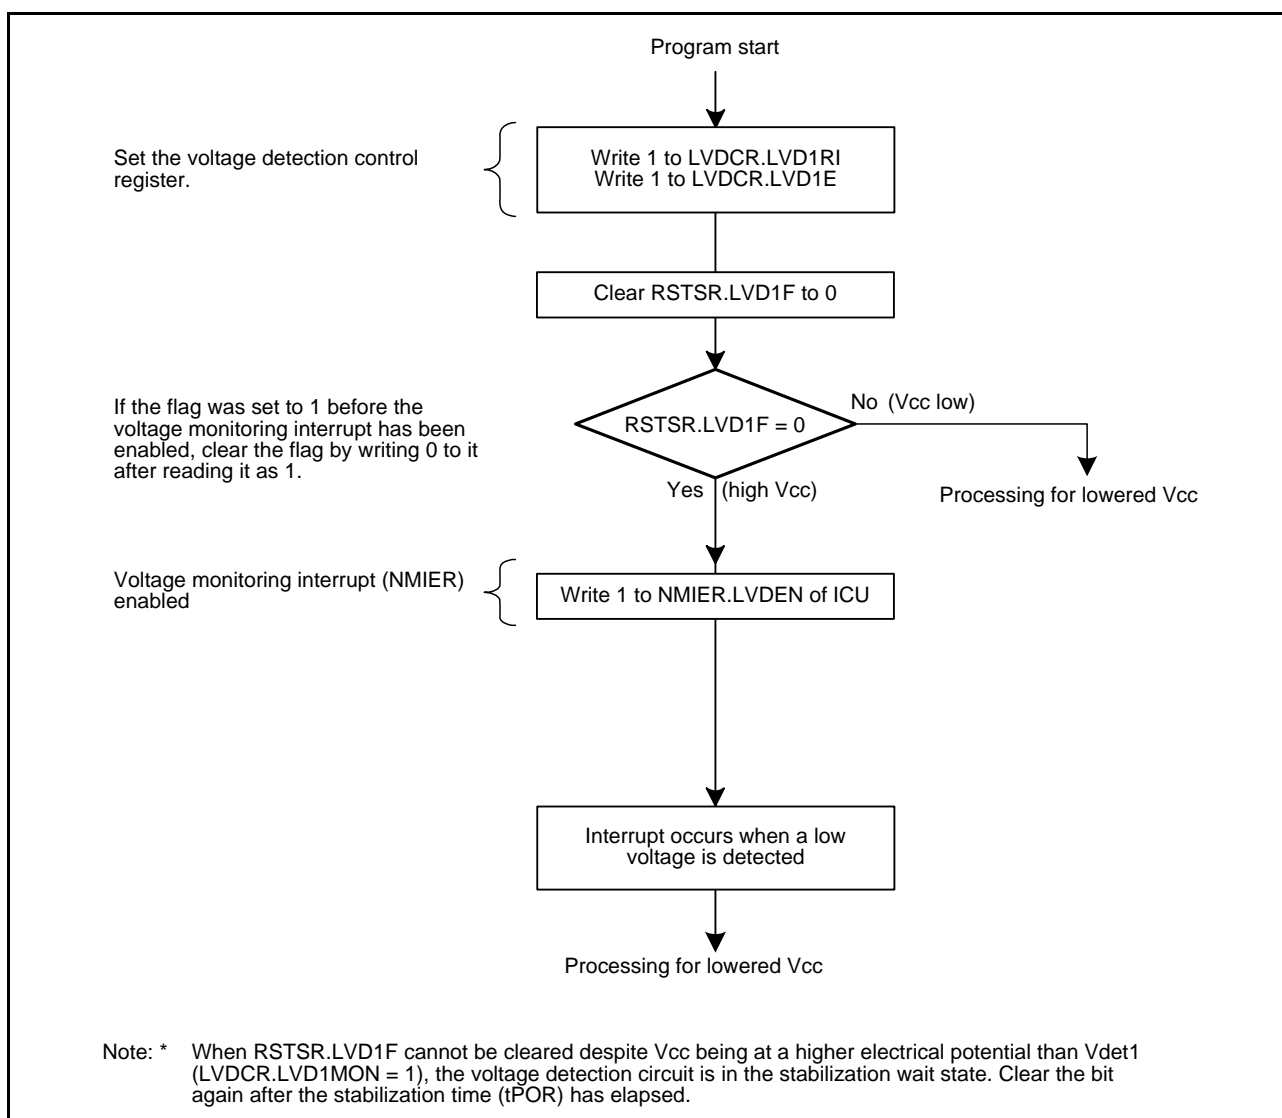 Program start
Set the voltage detection control
register.
Write 1 to LVDCR.LVD1RI
Write 1 to LVDCR.LVD1E
Clear RSTSR.LVD1F to 0
If the flag was set to 1 before the
voltage monitoring interrupt has been
enabled, clear the flag by writing 0 to it
after reading it as 1.
RSTSR.LVD1F = 0
No (Vcc low)
Yes (high Vcc)
Processing for lowered Vcc
Voltage monitoring interrupt (NMIER)
enabled
Write 1 to NMIER.LVDEN of ICU
Interrupt occurs when a low
voltage is detected
Processing for lowered Vcc
Note: * When RSTSR.LVD1F cannot be cleared despite Vcc being at a higher electrical potential than Vdet1
(LVDCR.LVD1MON = 1), the voltage detection circuit is in the stabilization wait state. Clear the bit
again after the stabilization time (tPOR) has elapsed.